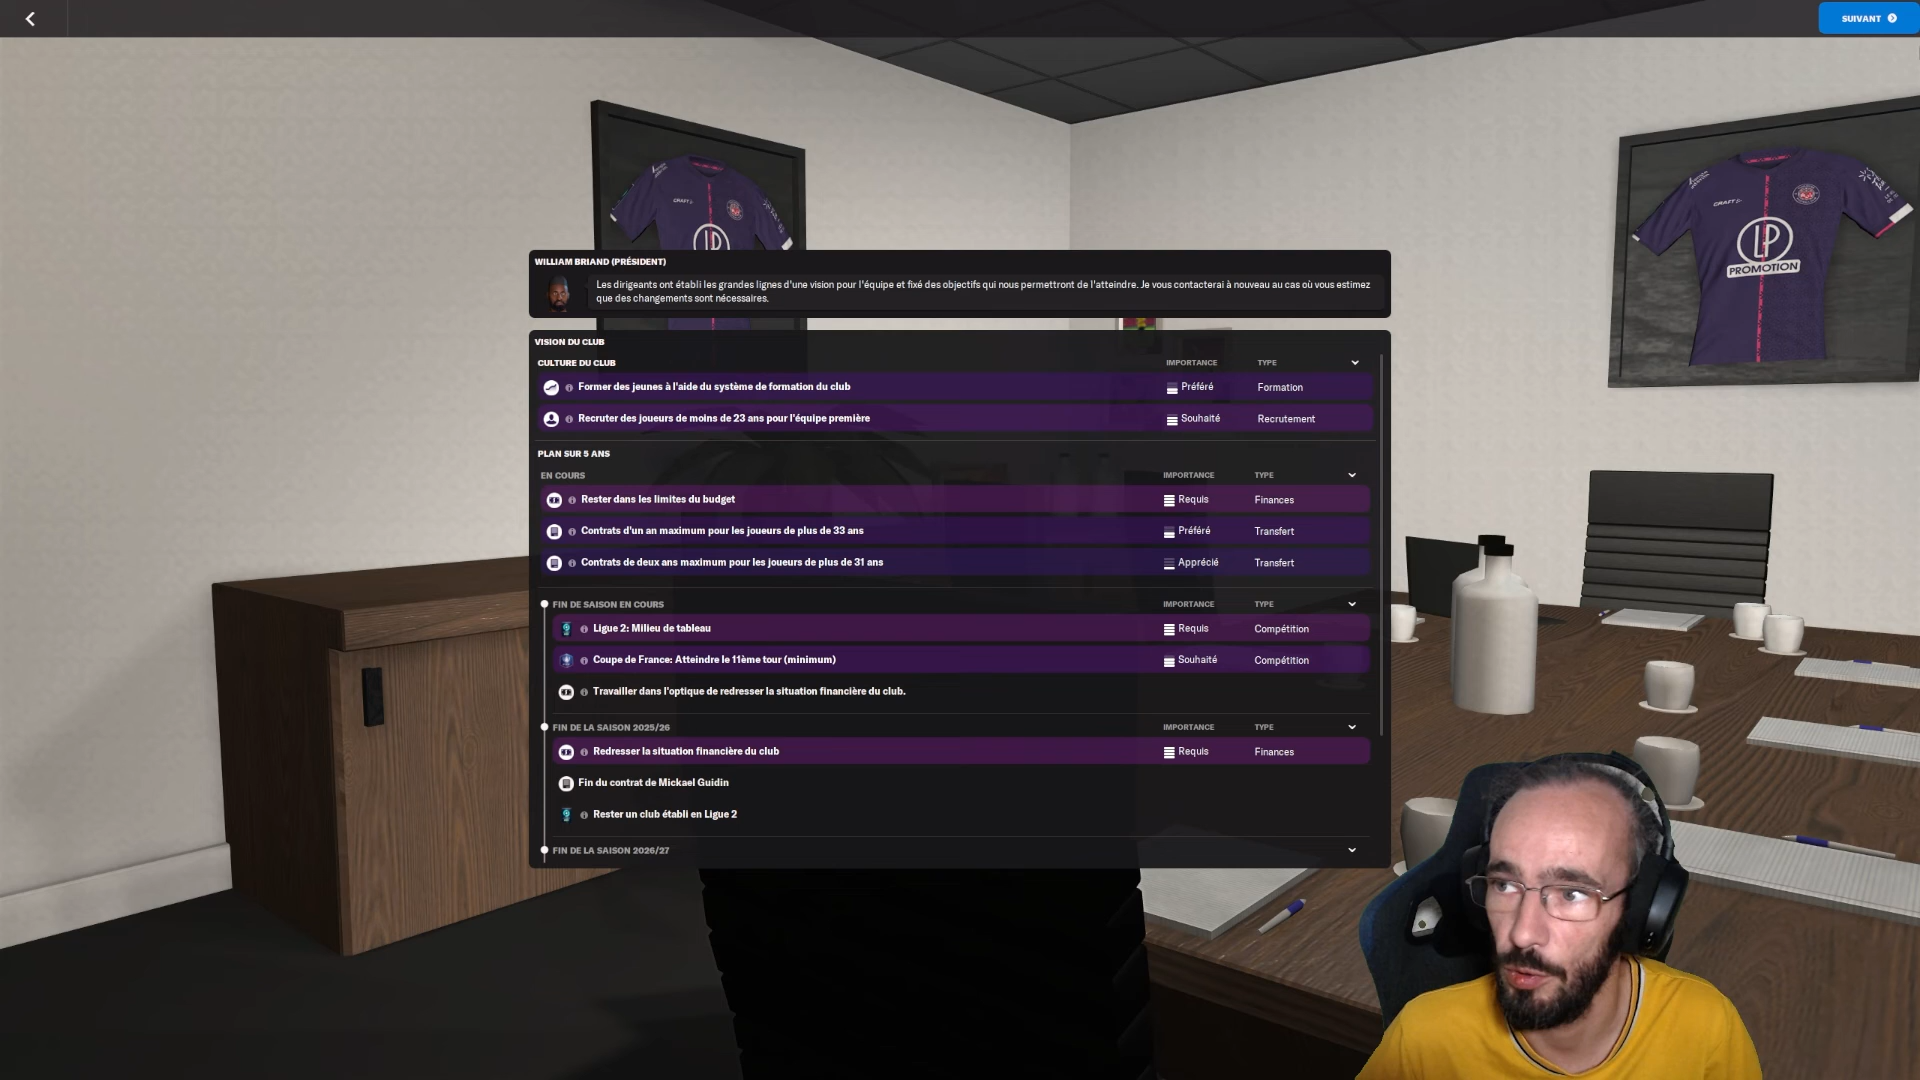 SUIVANT
WILLIAM BRIAND (PRÉSIDENT)
Les dirigeants ont établi les grandes lignes d'une vision pour l'équipe et fixé des objectifs qui nous permettront de l'atteindre. Je vous contacterai à nouveau au cas où vous estimez
que des changements sont nécessaires.
CRAFT
LP
CRAFT
LP
PROMOTION
VISION DU CLUB
CULTURE DU CLUB IMPORTANCE TYPE
Former des jeunes à l'aide du système de formation du club Préféré Formation
Recruter des joueurs de moins de 23 ans pour l'équipe première Souhaité Recrutement
PLAN SUR 5 ANS
EN COURS IMPORTANCE TYPE
Rester dans les limites du budget Requis Finances
Contrats d'un an maximum pour les joueurs de plus de 33 ans Préféré Transfert
Contrats de deux ans maximum pour les joueurs de plus de 31 ans Apprécié Transfert
FIN DE SAISON EN COURS IMPORTANCE TYPE
Ligue 2: Milieu de tableau Requis Compétition
Coupe de France: Atteindre le 11ème tour (minimum) Souhaité Compétition
Travailler dans l'optique de redresser la situation financière du club.
FIN DE LA SAISON 2025/26 IMPORTANCE TYPE
Redresser la situation financière du club Requis Finances
Fin du contrat de Mickael Guidin
Rester un club établi en Ligue 2
FIN DE LA SAISON 2026/27